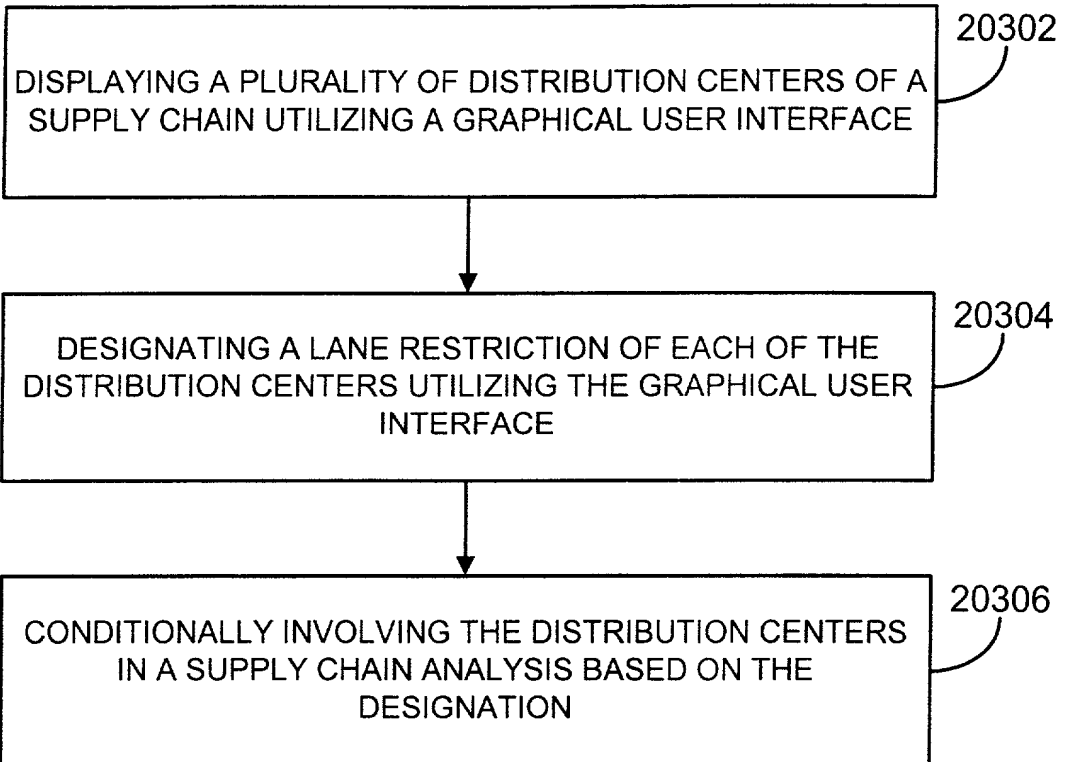 20302
DISPLAYING A PLURALITY OF DISTRIBUTION CENTERS OF A
SUPPLY CHAIN UTILIZING A GRAPHICAL USER INTERFACE
20304
DESIGNATING A LANE RESTRICTION OF EACH OF THE
DISTRIBUTION CENTERS UTILIZING THE GRAPHICAL USER
INTERFACE
20306
CONDITIONALLY INVOLVING THE DISTRIBUTION CENTERS
IN A SUPPLY CHAIN ANALYSIS BASED ON THE
DESIGNATION